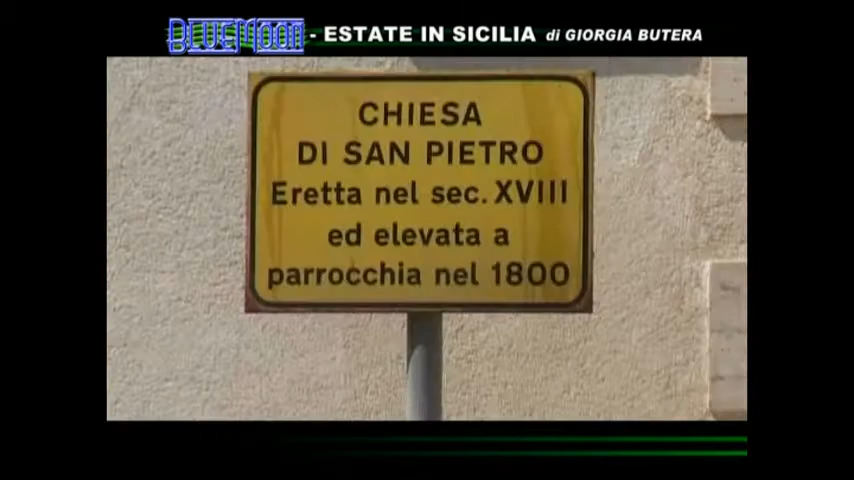 BLUEMOON - ESTATE IN SICILIA di GIORGIA BUTERA
CHIESA
DI SAN PIETRO
Eretta nel sec. XVIII
ed elevata a
parrocchia nel 1800